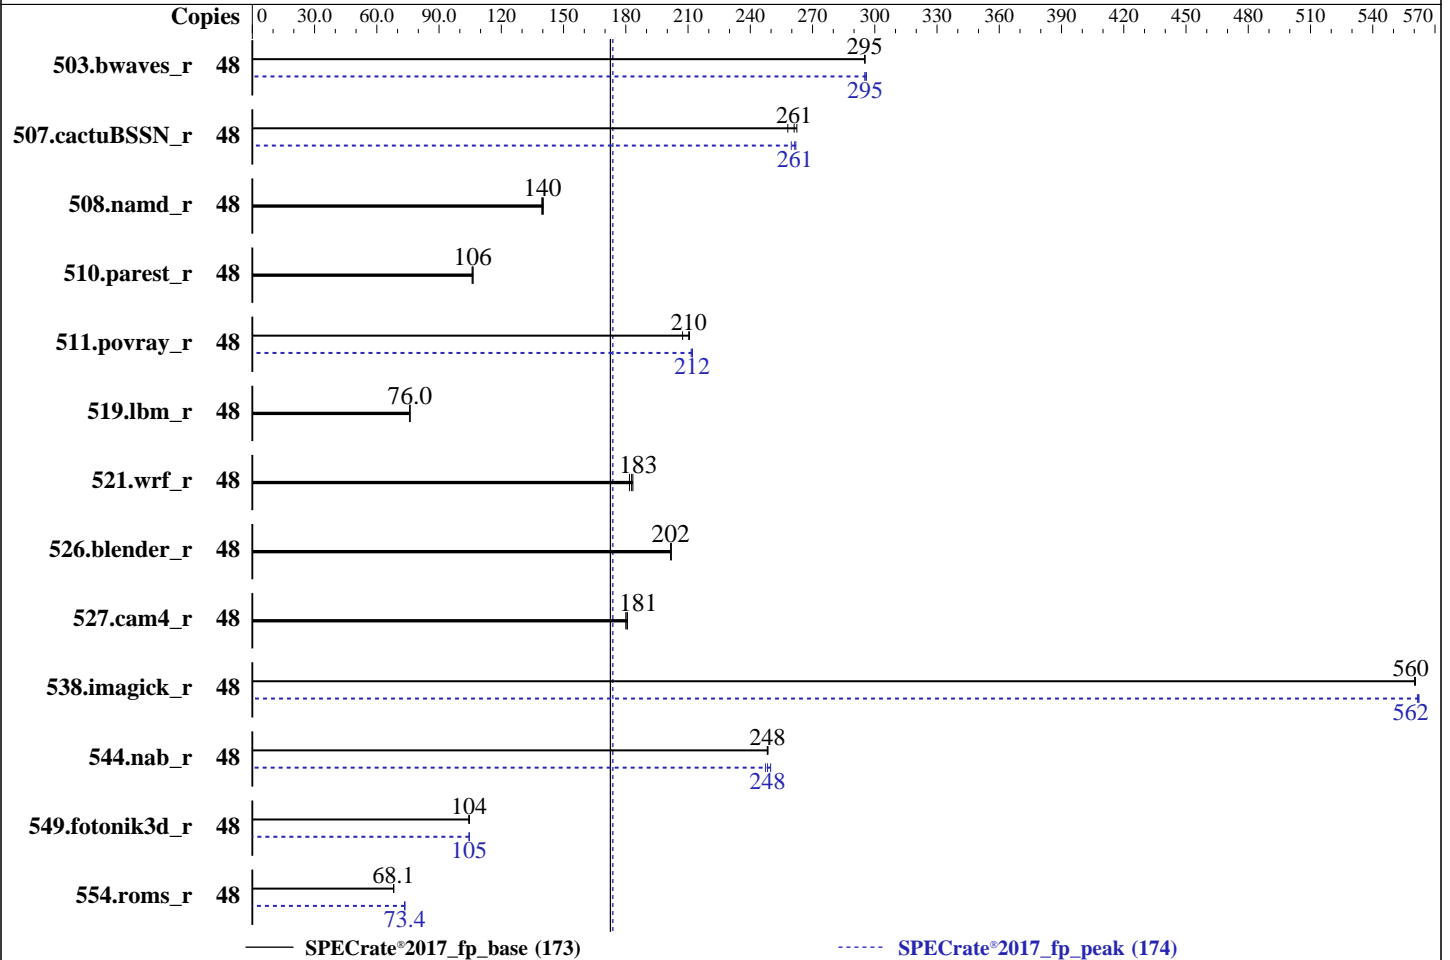 Copies 0 30.0 60.0 90.0 120 150 180 210 240 270 300 330 360 390 420 450 480 510 540 570
503.bwaves_r 48 295
295
507.cactuBSSN_r 48 261
261
508.namd_r 48 140
510.parest_r 48 106
511.povray_r 48 210
212
519.lbm_r 48 76.0
521.wrf_r 48 183
526.blender_r 48 202
527.cam4_r 48 181
538.imagick_r 48 560
562
544.nab_r 48 248
248
549.fotonik3d_r 48 104
105
554.roms_r 48 68.1
73.4
SPECrate®2017_fp_base (173) SPECrate®2017_fp_peak (174)